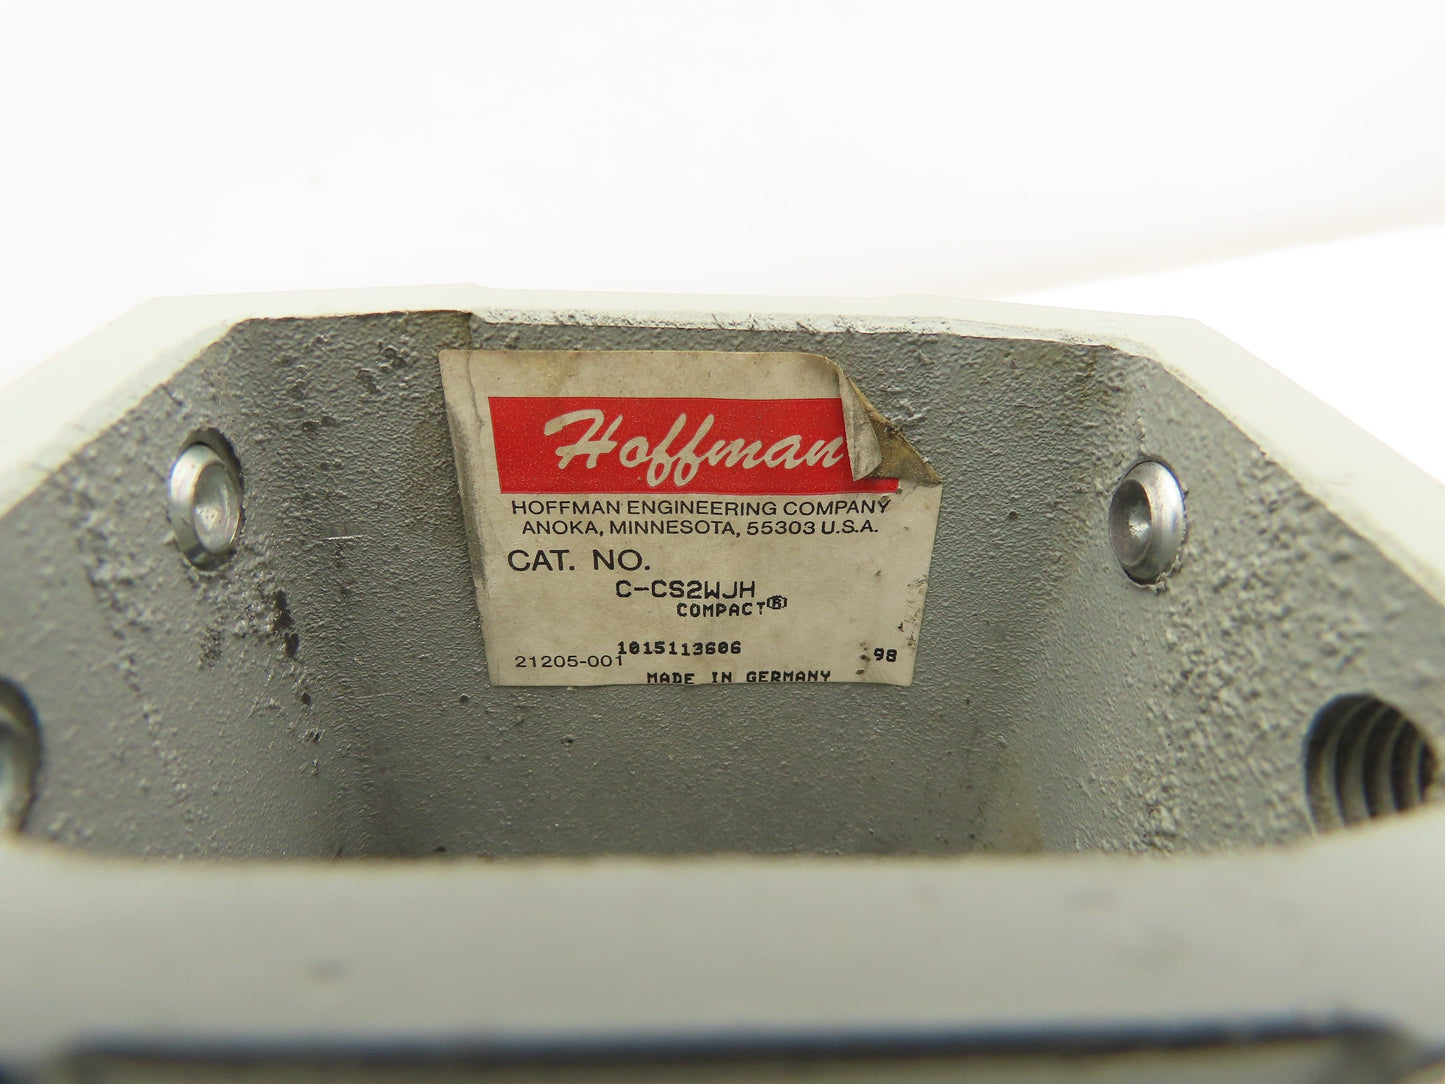 Hoffman
HOFFMAN ENGINEERING COMPANY
ANOKA, MINNESOTA, 55303 U.S.A.
CAT. NO.
C-CS2WJH
COMPACT®
1015113606
21205-001 98
MADE IN GERMANY